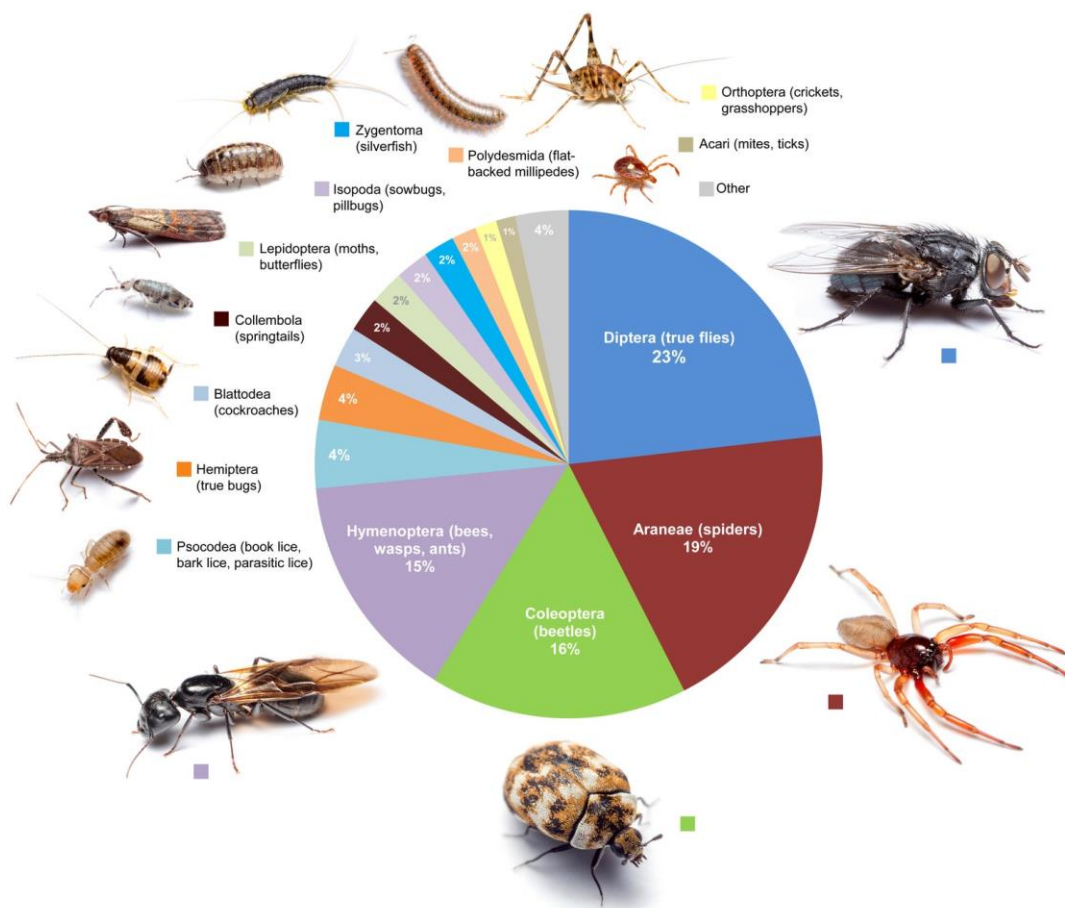 Orthoptera (crickets,
grasshoppers)
Zygentoma
(silverfish)
Polydesmida (flat-
backed millipedes)
Acari (mites, ticks)
Isopoda (sowbugs,
pillbugs)
Other
Lepidoptera (moths,
butterflies)
Collembola
(springtails)
Blattodea
(cockroaches)
Hemiptera
(true bugs)
Psocodea (book lice,
bark lice, parasitic lice)
4%
1%
1%
2%
2%
2%
2%
2%
3%
4%
4%
Diptera (true flies)
23%
Araneae (spiders)
19%
Coleoptera
(beetles)
16%
Hymenoptera (bees,
wasps, ants)
15%